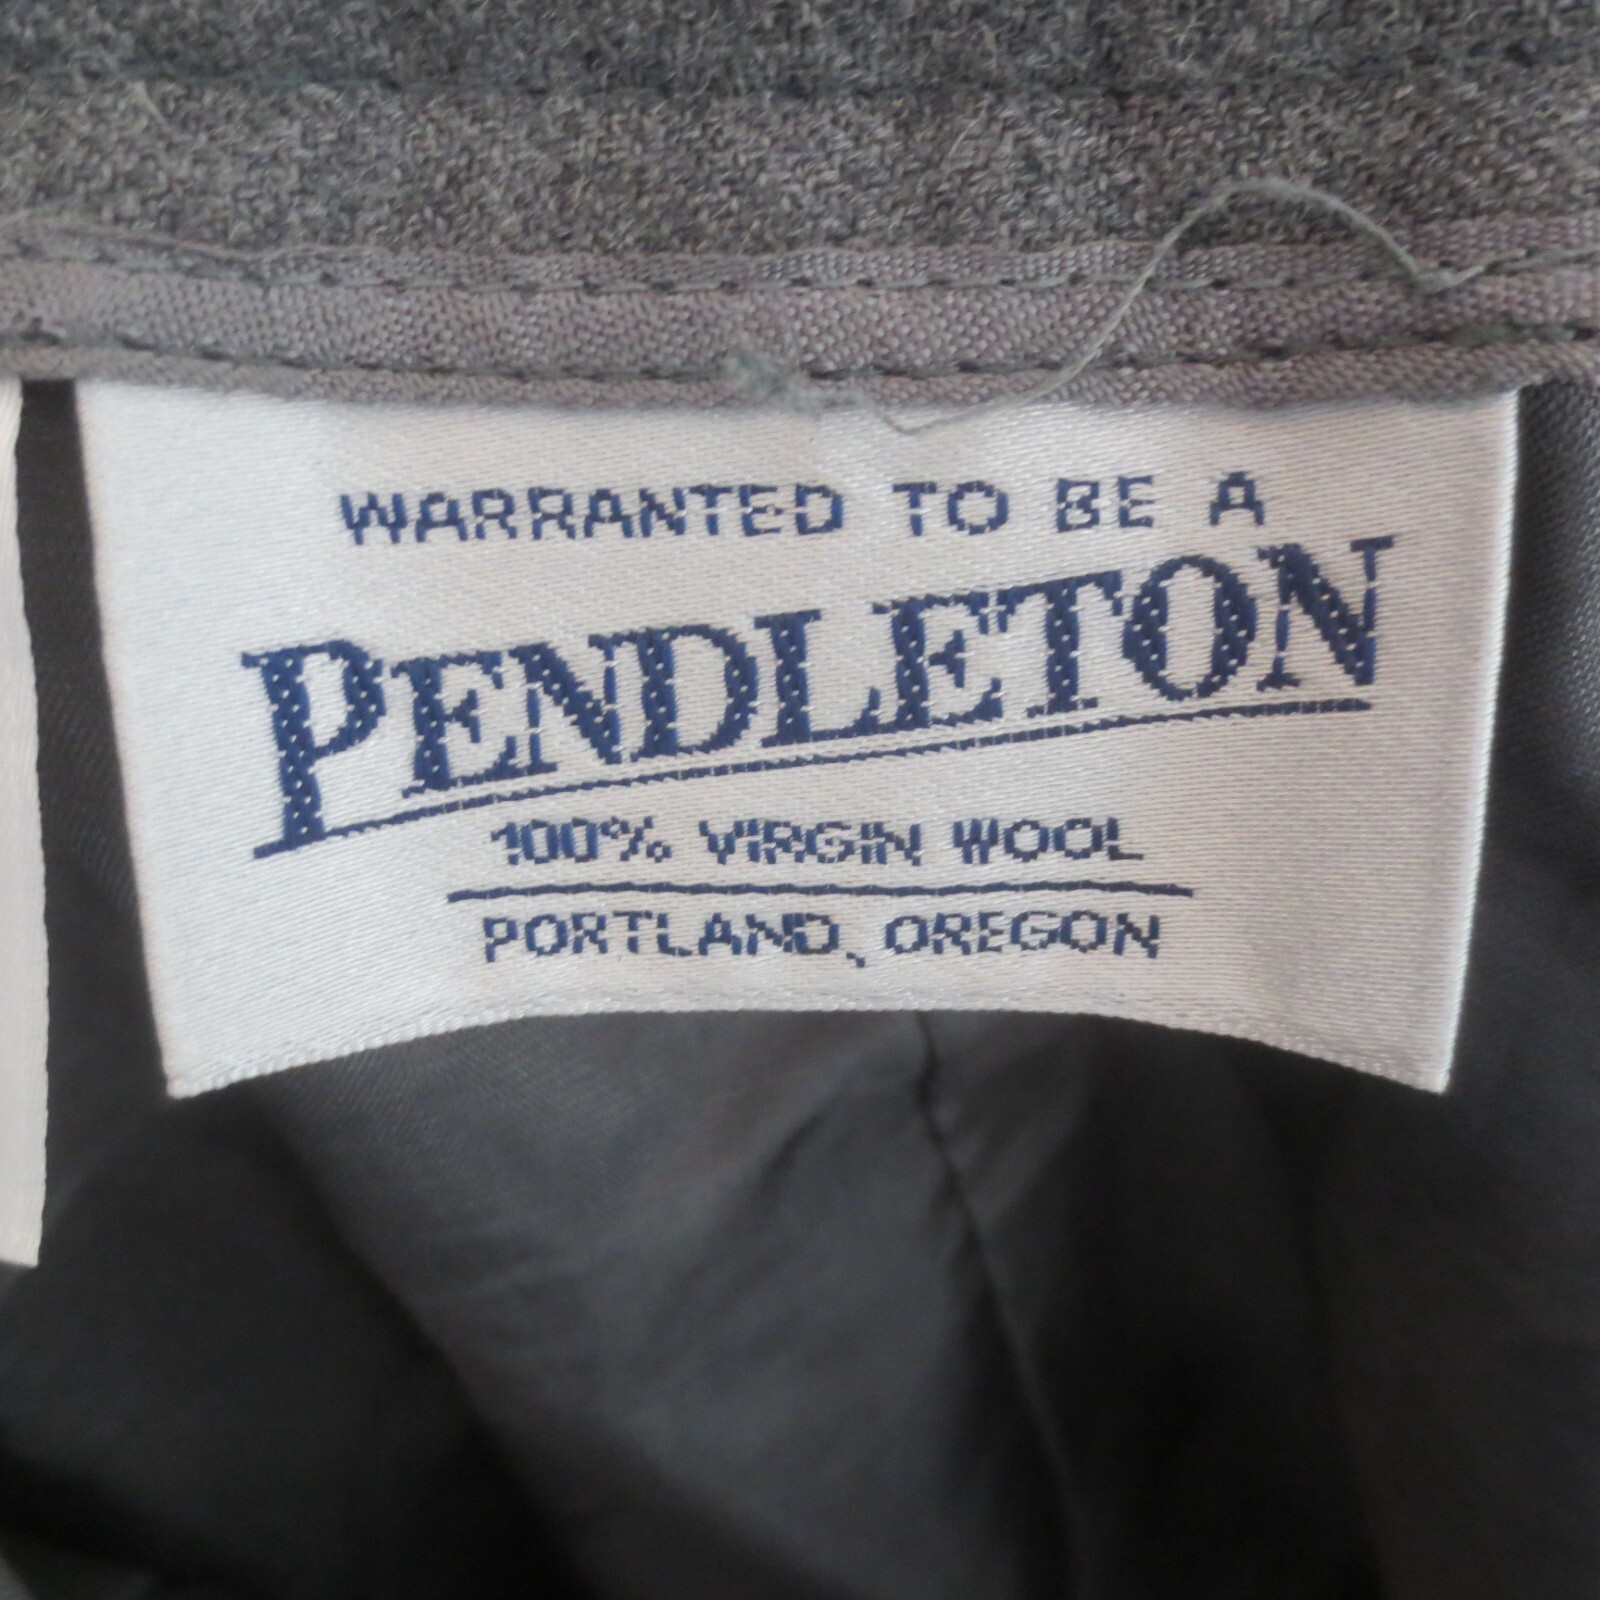 WARRANTED TO BE A
PENDLETON
100% VIRGIN WOOL
PORTLAND, OREGON